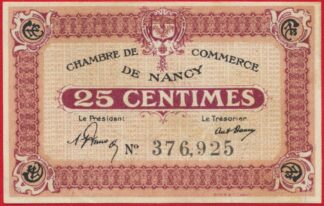 CHAMBRE DE COMMERCE
DE NANCY
25 CENTIMES
Le Président
Le Trésorier
No 376,925